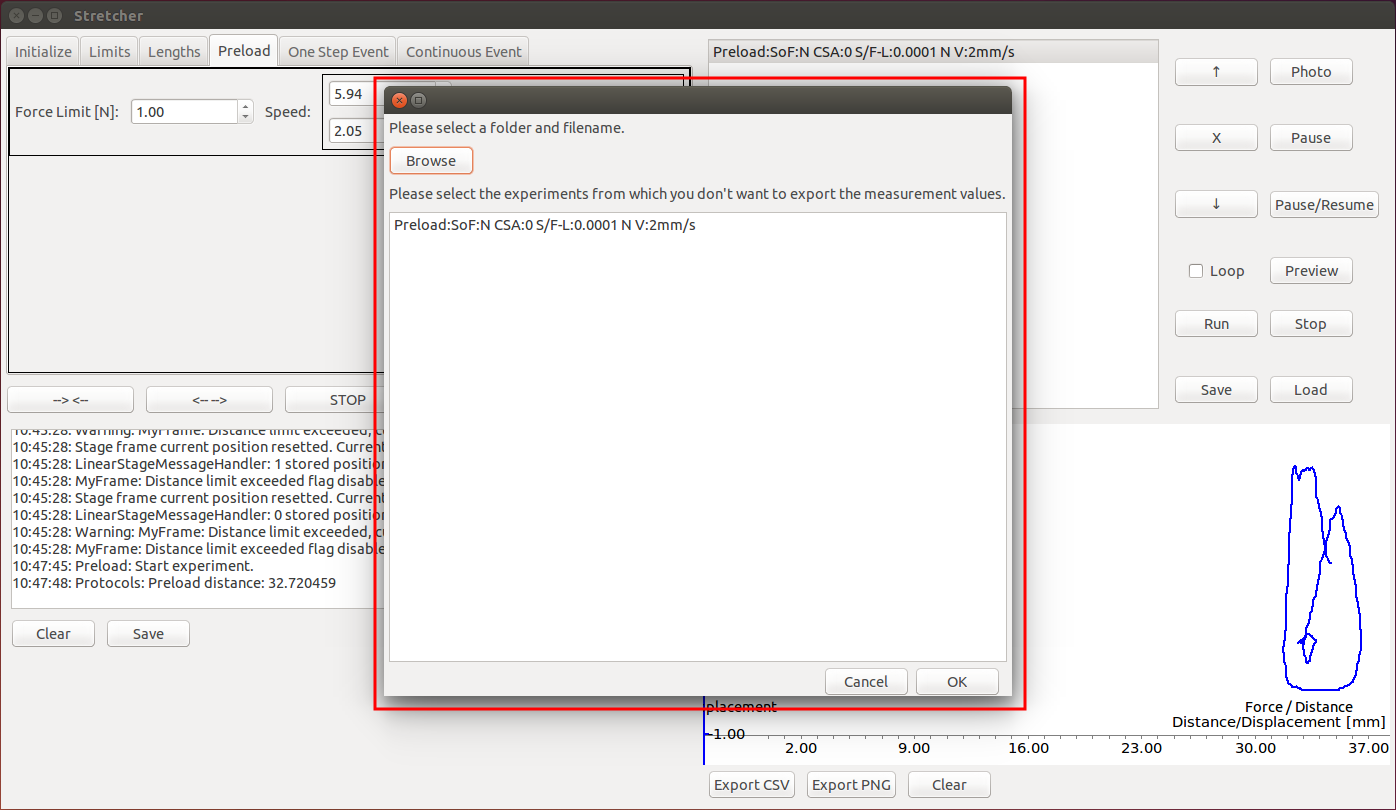 Stretcher
Initialize Limits Lengths Preload One Step Event Continuous Event
Force Limit [N]: 1.00 Speed: 5.94
2.05
Preload:SoF:N CSA:0 S/F-L:0.0001 N V:2mm/s
↑ Photo
X Pause
↓ Pause/Resume
Loop Preview
Run Stop
Save Load
Please select a folder and filename.
Browse
Please select the experiments from which you don't want to export the measurement values.
Preload:SoF:N CSA:0 S/F-L:0.0001 N V:2mm/s
Cancel OK
--> <-- <-- --> STOP
10:45:28: Warning: MyFrame: Distance limit exceeded, cu
10:45:28: Stage frame current position resetted. Current
10:45:28: LinearStageMessageHandler: 1 stored position
10:45:28: MyFrame: Distance limit exceeded flag disable
10:45:28: Stage frame current position resetted. Current
10:45:28: LinearStageMessageHandler: 0 stored position
10:45:28: Warning: MyFrame: Distance limit exceeded, cu
10:45:28: MyFrame: Distance limit exceeded flag disable
10:47:45: Preload: Start experiment.
10:47:48: Protocols: Preload distance: 32.720459
Clear Save
placement
Force / Distance
Distance/Displacement [mm]
-1.00
2.00 9.00 16.00 23.00 30.00 37.00
Export CSV Export PNG Clear